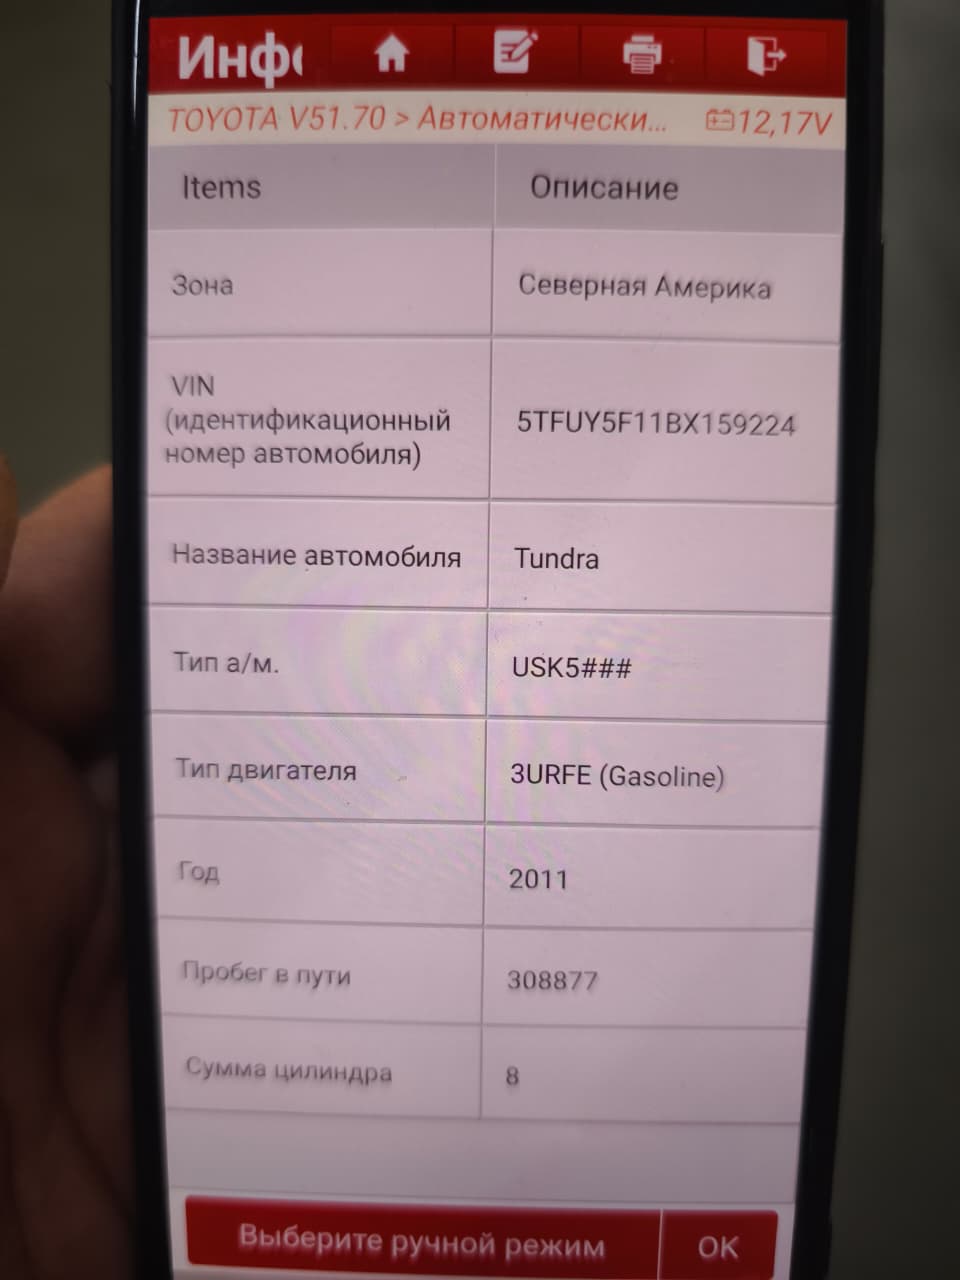 Инфо
TOYOTA V51.70 > Автоматически... 12,17V
Items Описание
Зона Северная Америка
VIN
(идентификационный
номер автомобиля) 5TFUY5F11BX159224
Название автомобиля Tundra
Тип а/м. USK5###
Тип двигателя 3URFE (Gasoline)
Год 2011
Пробег в пути 308877
Сумма цилиндра 8
Выберите ручной режим OK